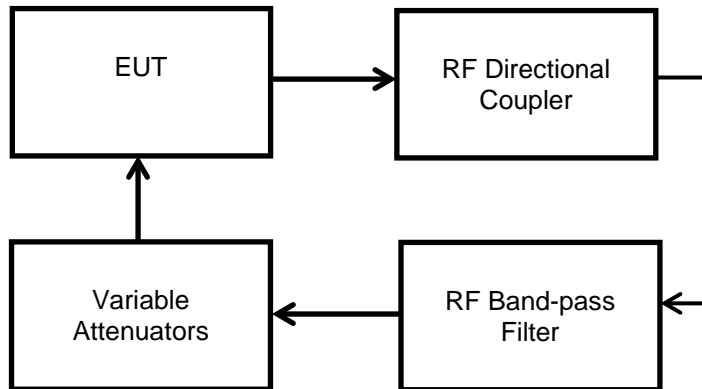 EUT
RF Directional
Coupler
Variable
Attenuators
RF Band-pass
Filter